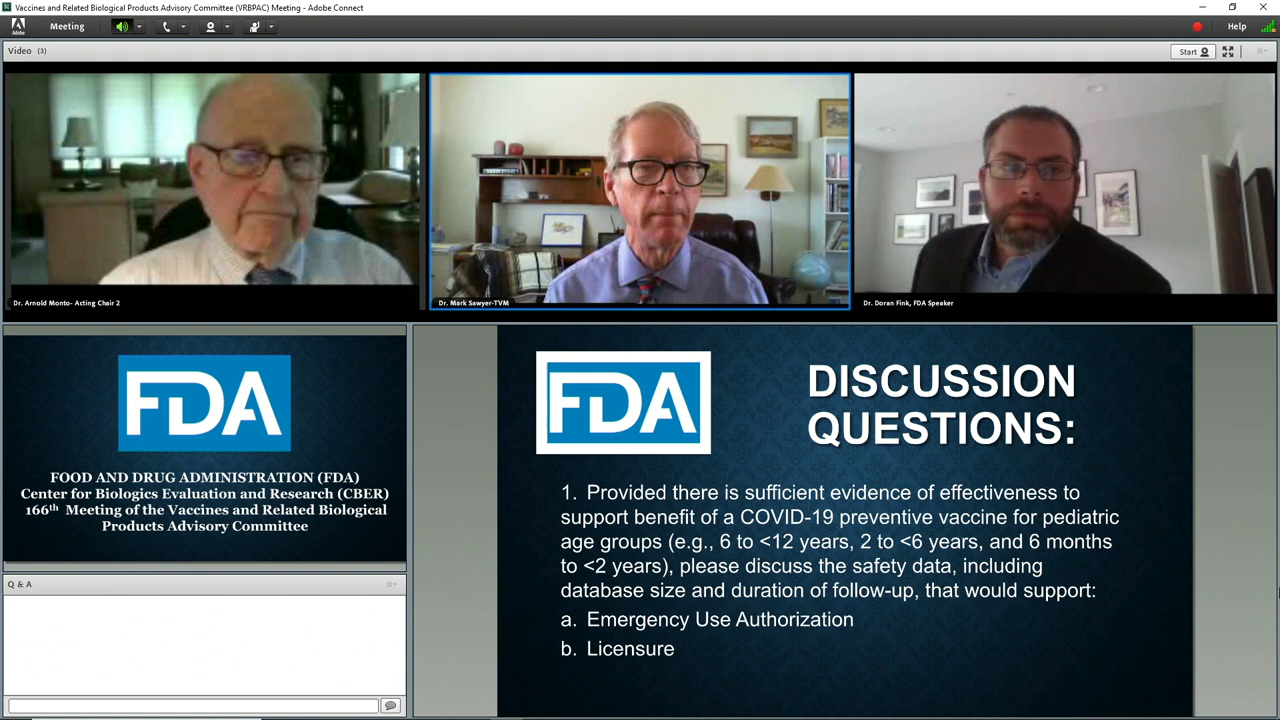 Vaccines and Related Biological Products Advisory Committee (VRBPAC) Meeting - Adobe Connect
Adobe
Meeting
Help
Video (3)
Start
Dr. Arnold Monto- Acting Chair 2
Dr. Mark Sawyer-TVM
Dr. Doran Fink, FDA Speaker
FDA
FOOD AND DRUG ADMINISTRATION (FDA)
Center for Biologics Evaluation and Research (CBER)
166th Meeting of the Vaccines and Related Biological
Products Advisory Committee
Q & A
FDA
DISCUSSION
QUESTIONS:
1. Provided there is sufficient evidence of effectiveness to
support benefit of a COVID-19 preventive vaccine for pediatric
age groups (e.g., 6 to <12 years, 2 to <6 years, and 6 months
to <2 years), please discuss the safety data, including
database size and duration of follow-up, that would support:
a. Emergency Use Authorization
b. Licensure